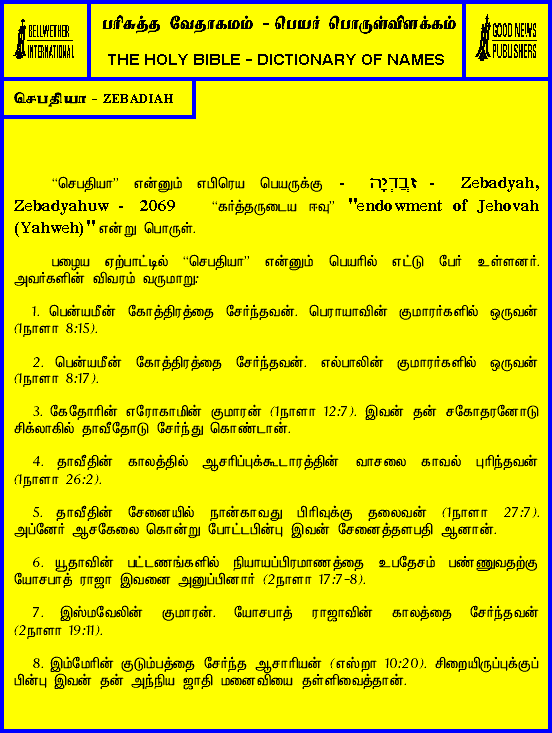 BELLWETHER
INTERNATIONAL
பரிசுத்த வேதாகமம் - பெயர் பொருள்விளக்கம்
THE HOLY BIBLE - DICTIONARY OF NAMES
GOOD NEWS
PUBLISHERS
செபதியா - ZEBADIAH
“செபதியா” என்னும் எபிரெய பெயருக்கு - זְבַדְיָה - Zebadyah,
Zebadyahuw - 2069 “கர்த்தருடைய ஈவு” "endowment of Jehovah
(Yahweh)" என்று பொருள்.
பழைய ஏற்பாட்டில் “செபதியா” என்னும் பெயரில் எட்டு பேர் உள்ளனர்.
அவர்களின் விவரம் வருமாறு:
1. பென்யமீன் கோத்திரத்தை சேர்ந்தவன். பெராயாவின் குமாரர்களில் ஒருவன்
(1நாளா 8:15).
2. பென்யமீன் கோத்திரத்தை சேர்ந்தவன். எல்பாலின் குமாரர்களில் ஒருவன்
(1நாளா 8:17).
3. கேதோரின் எரோகாமின் குமாரன் (1நாளா 12:7). இவன் தன் சகோதரனோடு
சிக்லாகில் தாவீதோடு சேர்ந்து கொண்டான்.
4. தாவீதின் காலத்தில் ஆசரிப்புக்கூடாரத்தின் வாசலை காவல் புரிந்தவன்
(1நாளா 26:2).
5. தாவீதின் சேனையில் நான்காவது பிரிவுக்கு தலைவன் (1நாளா 27:7).
அப்னேர் ஆசகேலை கொன்று போட்டபின்பு இவன் சேனைத்தளபதி ஆனான்.
6. யூதாவின் பட்டணங்களில் நியாயப்பிரமாணத்தை உபதேசம் பண்ணுவதற்கு
யோசபாத் ராஜா இவனை அனுப்பினார் (2நாளா 17:7-8).
7. இஸ்மவேலின் குமாரன். யோசபாத் ராஜாவின் காலத்தை சேர்ந்தவன்
(2நாளா 19:11).
8. இம்மேரின் குடும்பத்தை சேர்ந்த ஆசாரியன் (எஸ்றா 10:20). சிறையிருப்புக்குப்
பின்பு இவன் தன் அந்நிய ஜாதி மனைவியை தள்ளிவைத்தான்.